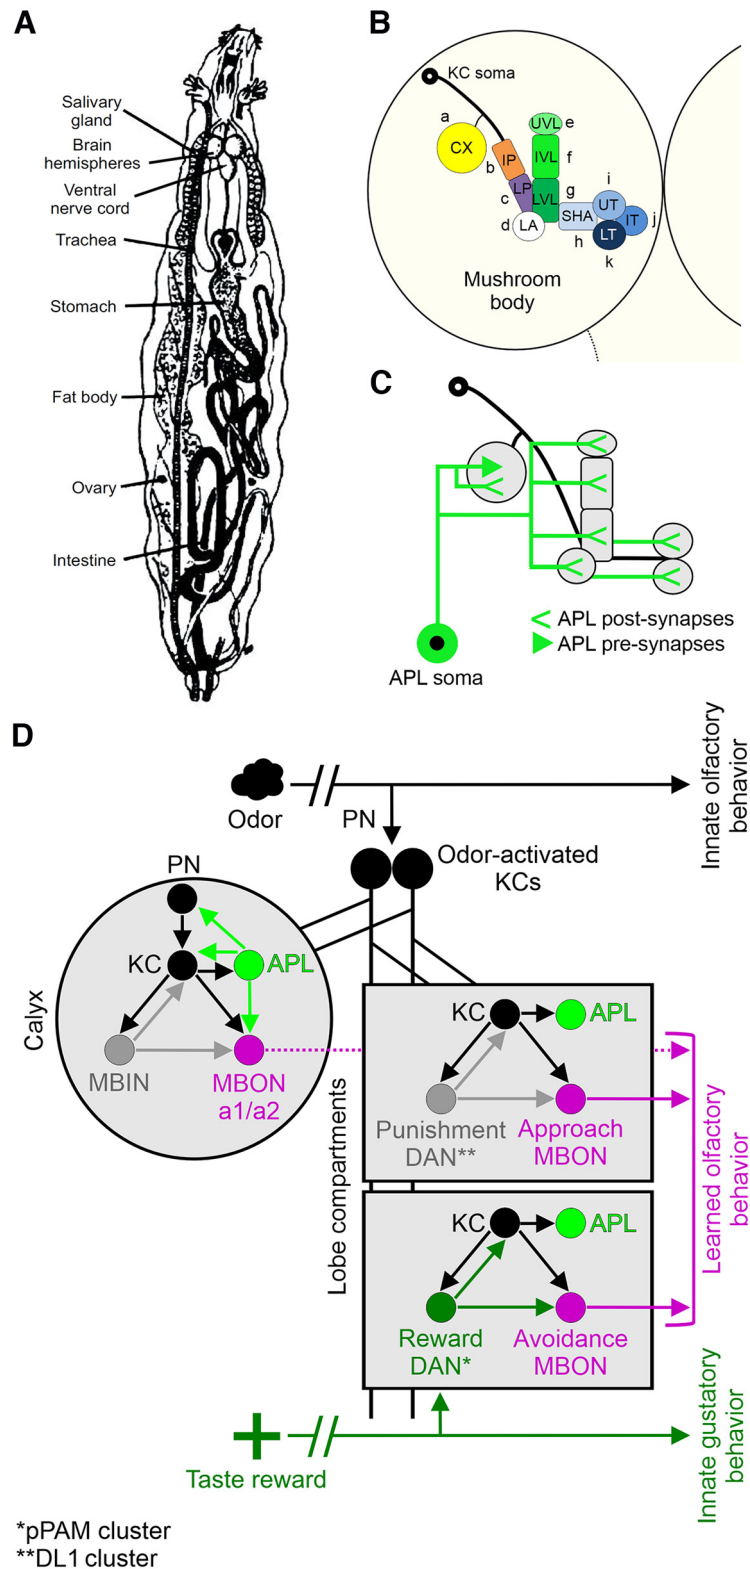 A
Salivary
gland
Brain
hemispheres
Ventral
nerve cord
Trachea
Stomach
Fat body
Ovary
Intestine
B
KC soma
a
CX
b
IP
c
LP
d
LA
UVL
e
IVL
f
LVL
g
SHA
h
UT
i
IT
j
LT
k
Mushroom
body
C
APL post-synapses
APL pre-synapses
APL soma
D
Odor
PN
Innate olfactory
behavior
Odor-activated
KCs
Calyx
PN
KC
APL
MBIN
MBON
a1/a2
Lobe compartments
KC
APL
Punishment
DAN**
Approach
MBON
KC
APL
Reward
DAN*
Avoidance
MBON
Learned olfactory
behavior
Taste reward
Innate gustatory
behavior
*pPAM cluster
**DL1 cluster